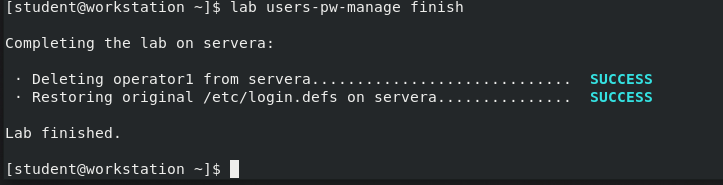 [student@workstation ~]$ lab users-pw-manage finish
Completing the lab on servera:
· Deleting operator1 from servera............................. SUCCESS
· Restoring original /etc/login.defs on servera............... SUCCESS
Lab finished.
[student@workstation ~]$